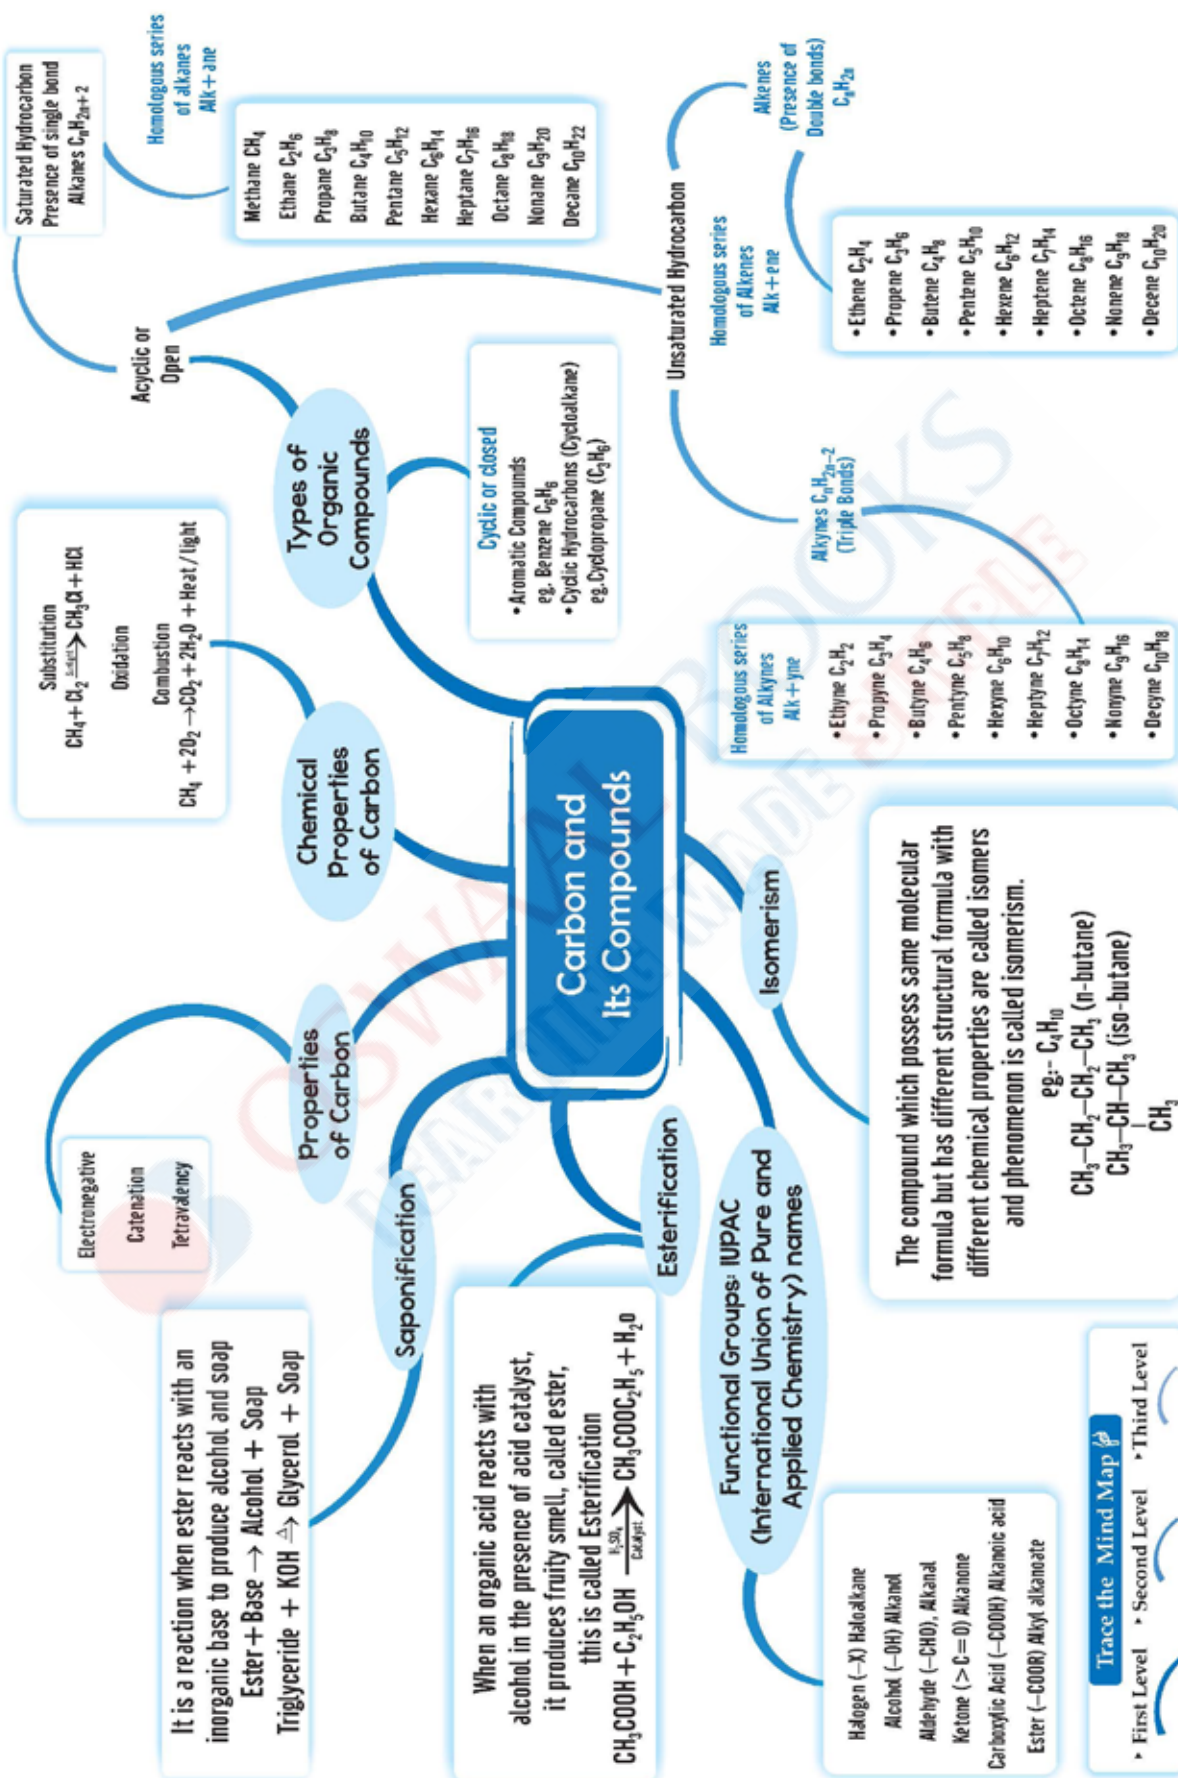 It is a reaction when ester reacts with an
inorganic base to produce alcohol and soap
Ester+Base → Alcohol + Soap
Triglyceride + KOH →^Δ Glycerol + Soap
Saponification
Electronegative
Catenation
Tetravalency
Properties
of Carbon
Substitution
CH₄+ Cl₂ →^Sunlight CH₃Cl + HCl
Oxidation
Combustion
CH₄ +2O₂ →CO₂ + 2H₂O + Heat/light
Chemical
Properties
of Carbon
Types of
Organic
Compounds
Acyclic or
Open
Saturated Hydrocarbon
Presence of single bond
Alkanes CₙH₂ₙ₊₂
Homologous series
of alkanes
Alk+ane
Methane CH₄
Ethane C₂H₆
Propane C₃H₈
Butane C₄H₁₀
Pentane C₅H₁₂
Hexane C₆H₁₄
Heptane C₇H₁₆
Octane C₈H₁₈
Nonane C₉H₂₀
Decane C₁₀H₂₂
Cyclic or closed
• Aromatic Compounds
eg. Benzene C₆H₆
• Cyclic Hydrocarbons (Cycloalkane)
eg.Cyclopropane (C₃H₆)
Unsaturated Hydrocarbon
Homologous series
of Alkenes
Alk+ene
Alkenes
(Presence of
Double bonds)
CₙH₂ₙ
• Ethene C₂H₄
• Propene C₃H₆
• Butene C₄H₈
• Pentene C₅H₁₀
• Hexene C₆H₁₂
• Heptene C₇H₁₄
• Octene C₈H₁₆
• Nonene C₉H₁₈
• Decene C₁₀H₂₀
Alkynes CₙH₂ₙ₋₂
(Triple Bonds)
Homologous series
of Alkynes
Alk+yne
• Ethyne C₂H₂
• Propyne C₃H₄
• Butyne C₄H₆
• Pentyne C₅H₈
• Hexyne C₆H₁₀
• Heptyne C₇H₁₂
• Octyne C₈H₁₄
• Nonyne C₉H₁₆
• Decyne C₁₀H₁₈
Carbon and
Its Compounds
When an organic acid reacts with
alcohol in the presence of acid catalyst,
it produces fruity smell, called ester,
this is called Esterification
CH₃COOH + C₂H₅OH →^H₂SO₄ Catalyst CH₃COOC₂H₅ + H₂O
Esterification
Functional Groups: IUPAC
(International Union of Pure and
Applied Chemistry) names
Halogen (–X) Haloalkane
Alcohol (–OH) Alkanol
Aldehyde (–CHO), Alkanal
Ketone (>C=O) Alkanone
Carboxylic Acid (–COOH) Alkanoic acid
Ester (–COOR) Alkyl alkanoate
Isomerism
The compound which possess same molecular
formula but has different structural formula with
different chemical properties are called isomers
and phenomenon is called isomerism.
eg:- C₄H₁₀
CH₃–CH₂–CH₂–CH₃ (n-butane)
CH₃–CH–CH₃ (iso-butane)
|
CH₃
Trace the Mind Map
▸ First Level ▸ Second Level ▸ Third Level
OSWAAL BOOKS
LEARNING MADE SIMPLE